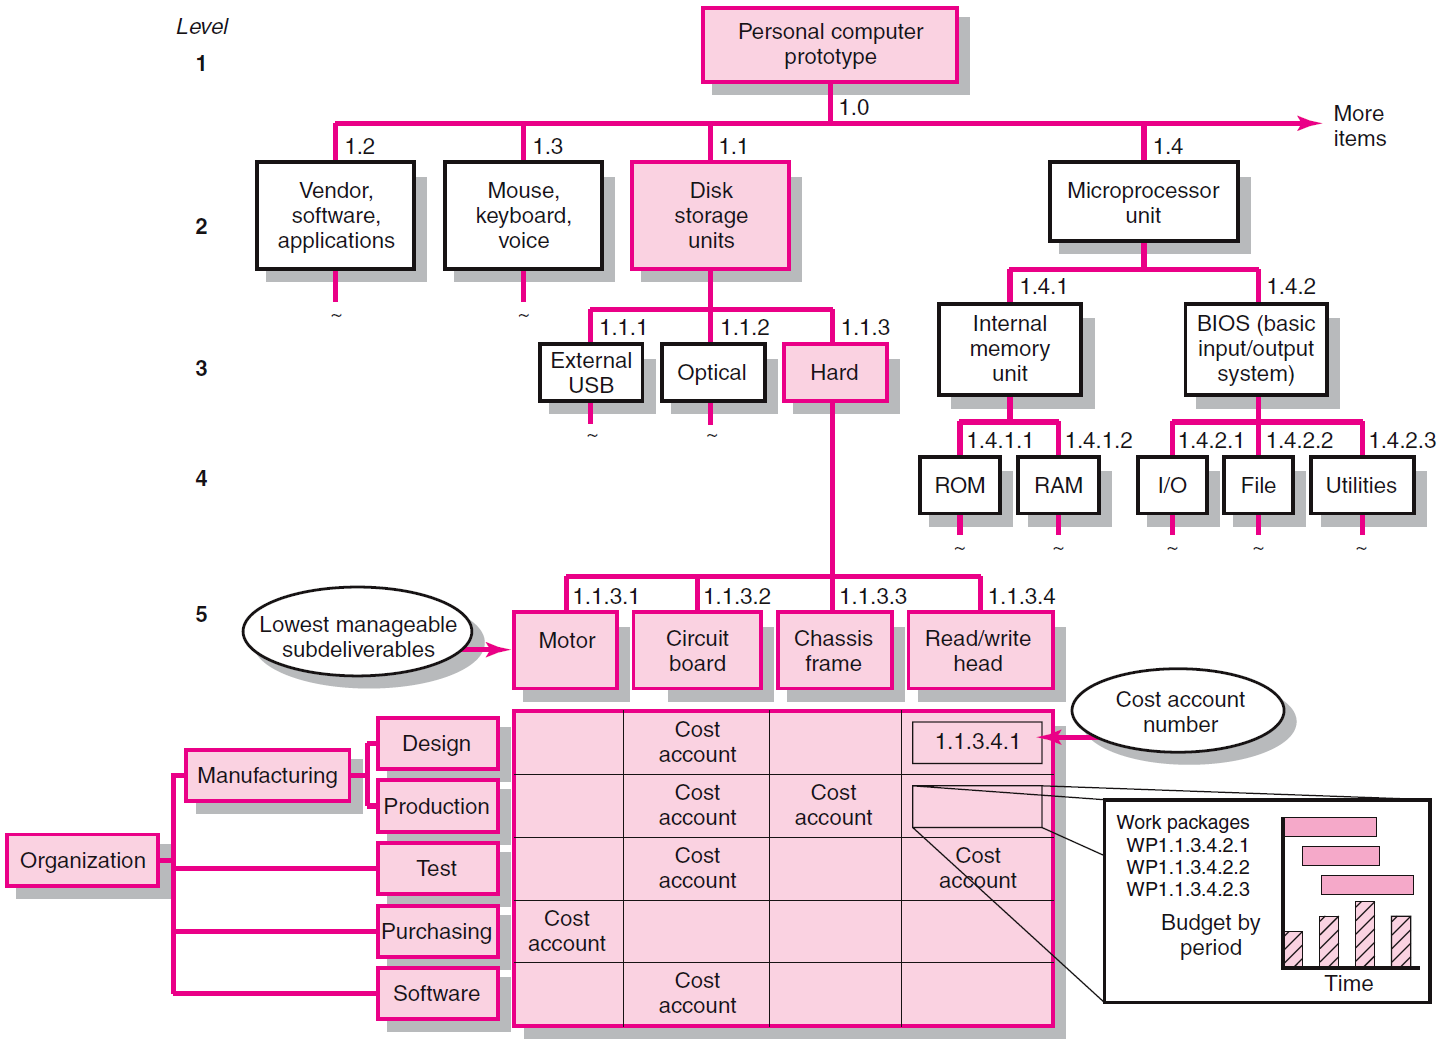 Level
Personal computer
prototype
1
1.0
More
items
1.2
1.3
1.1
1.4
2
Vendor,
software,
applications
Mouse,
keyboard,
voice
Disk
storage
units
Microprocessor
unit
~
~
1.4.1
1.4.2
1.1.1
1.1.2
1.1.3
3
External
USB
Optical
Hard
Internal
memory
unit
BIOS (basic
input/output
system)
~
~
1.4.1.1
1.4.1.2
1.4.2.1
1.4.2.2
1.4.2.3
4
ROM
RAM
I/O
File
Utilities
~
~
~
~
~
5
1.1.3.1
1.1.3.2
1.1.3.3
1.1.3.4
Lowest manageable
subdeliverables
Motor
Circuit
board
Chassis
frame
Read/write
head
Cost account
number
Organization
Manufacturing
Design
Cost
account
1.1.3.4.1
Production
Cost
account
Cost
account
Test
Cost
account
Cost
account
Purchasing
Cost
account
Software
Cost
account
Work packages
WP1.1.3.4.2.1
WP1.1.3.4.2.2
WP1.1.3.4.2.3
Budget by
period
Time